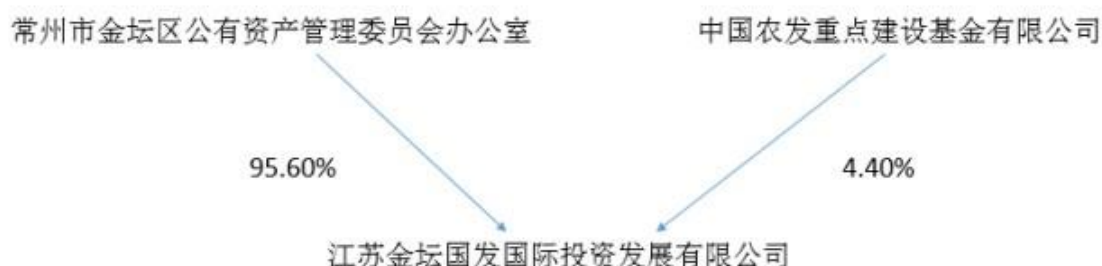 常州市金坛区公有资产管理委员会办公室 中国农发重点建设基金有限公司
95.60% 4.40%
江苏金坛国发国际投资发展有限公司